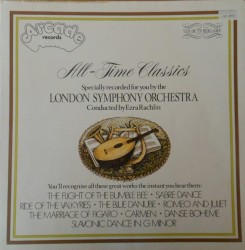 Arcade
records
All-Time Classics
Specially recorded for you by the
LONDON SYMPHONY ORCHESTRA
Conducted by Ezra Rachlin
You'll recognise all these great works the instant you hear them:
THE FLIGHT OF THE BUMBLE BEE · SABRE DANCE
RIDE OF THE VALKYRIES · THE BLUE DANUBE · ROMEO AND JULIET
THE MARRIAGE OF FIGARO · CARMEN · DANSE BOHEME
SLAVONIC DANCE IN G MINOR